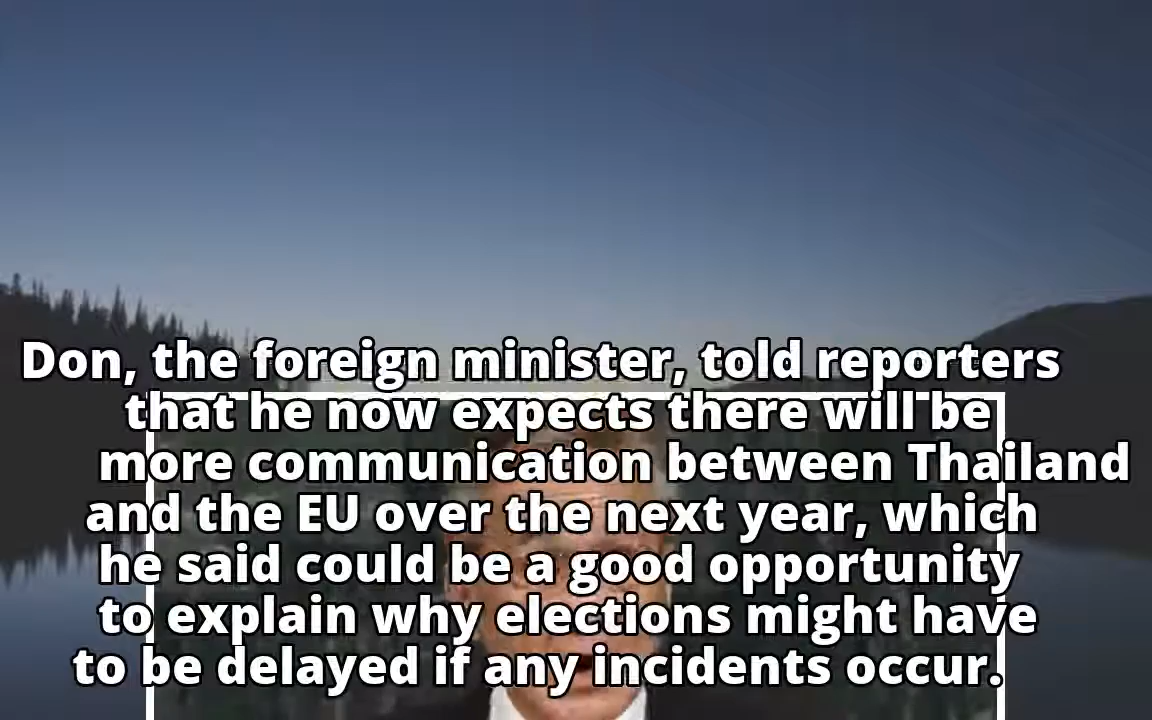 Don, the foreign minister, told reporters
that he now expects there will be
more communication between Thailand
and the EU over the next year, which
he said could be a good opportunity
to explain why elections might have
to be delayed if any incidents occur.